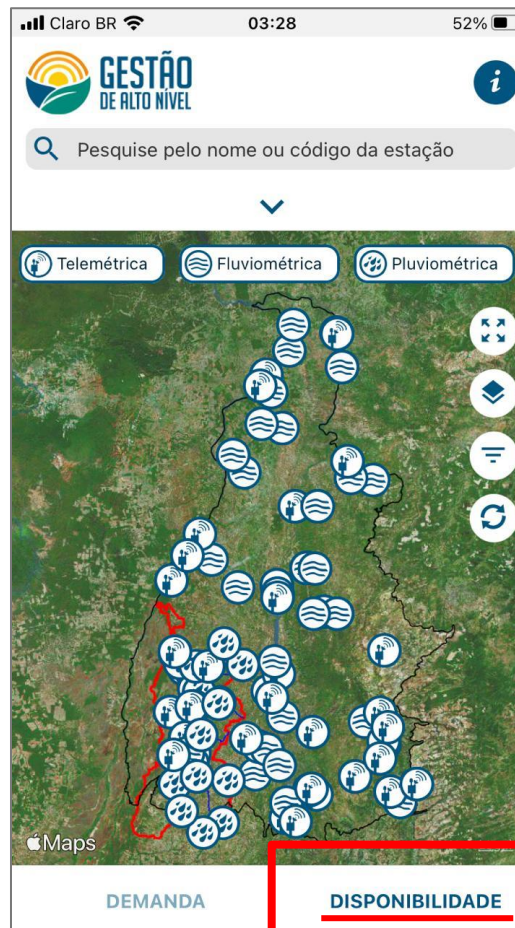 Claro BR 03:28 52%
GESTÃO
DE ALTO NÍVEL
i
Pesquise pelo nome ou código da estação
Telemétrica Fluviométrica Pluviométrica
Maps
DEMANDA DISPONIBILIDADE